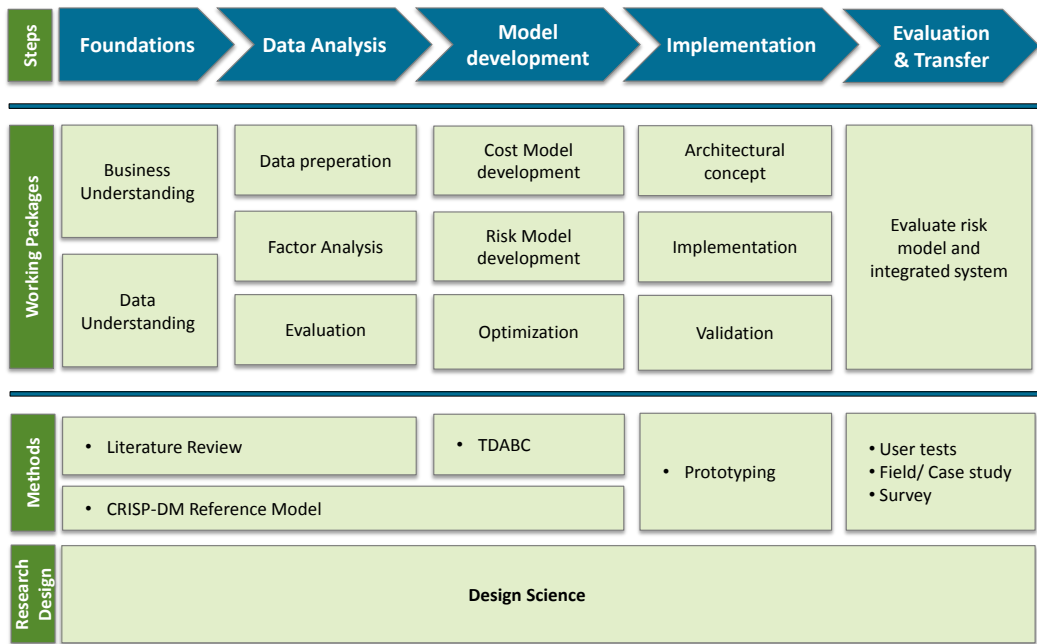 Steps
Foundations
Data Analysis
Model
development
Implementation
Evaluation
& Transfer
Working Packages
Business
Understanding
Data
Understanding
Data preperation
Factor Analysis
Evaluation
Cost Model
development
Risk Model
development
Optimization
Architectural
concept
Implementation
Validation
Evaluate risk
model and
integrated system
Methods
• Literature Review
• TDABC
• CRISP-DM Reference Model
• Prototyping
• User tests
• Field/ Case study
• Survey
Research
Design
Design Science